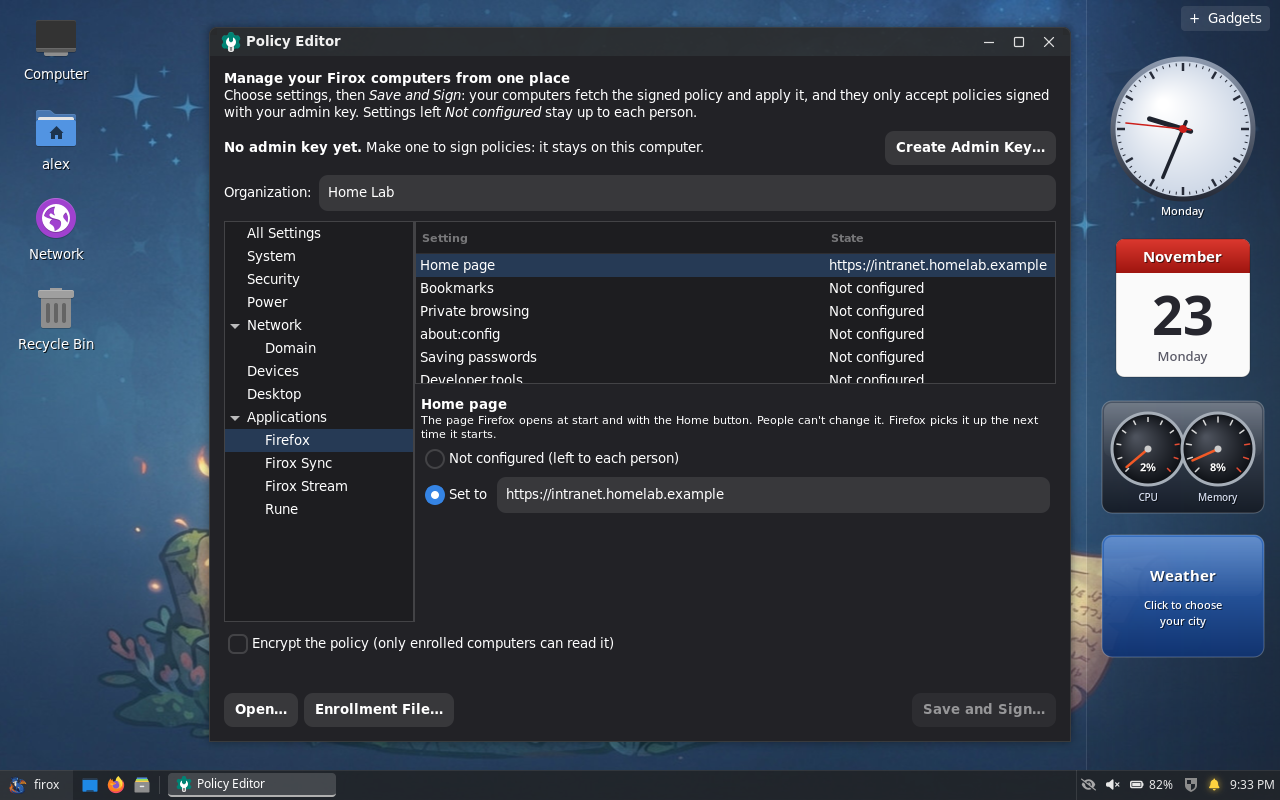 + Gadgets
Computer
alex
Network
Recycle Bin
Policy Editor
Manage your Firox computers from one place
Choose settings, then Save and Sign: your computers fetch the signed policy and apply it, and they only accept policies signed
with your admin key. Settings left Not configured stay up to each person.
No admin key yet. Make one to sign policies: it stays on this computer.
Create Admin Key...
Organization: Home Lab
All Settings
System
Security
Power
Network
Domain
Devices
Desktop
Applications
Firefox
Firox Sync
Firox Stream
Rune
Setting State
Home page https://intranet.homelab.example
Bookmarks Not configured
Private browsing Not configured
about:config Not configured
Saving passwords Not configured
Developer tools Not configured
Home page
The page Firefox opens at start and with the Home button. People can't change it. Firefox picks it up the next
time it starts.
Not configured (left to each person)
Set to https://intranet.homelab.example
Encrypt the policy (only enrolled computers can read it)
Open...
Enrollment File...
Save and Sign...
Monday
November
23
Monday
2% 8%
CPU Memory
Weather
Click to choose
your city
firox
Policy Editor
82%
9:33 PM